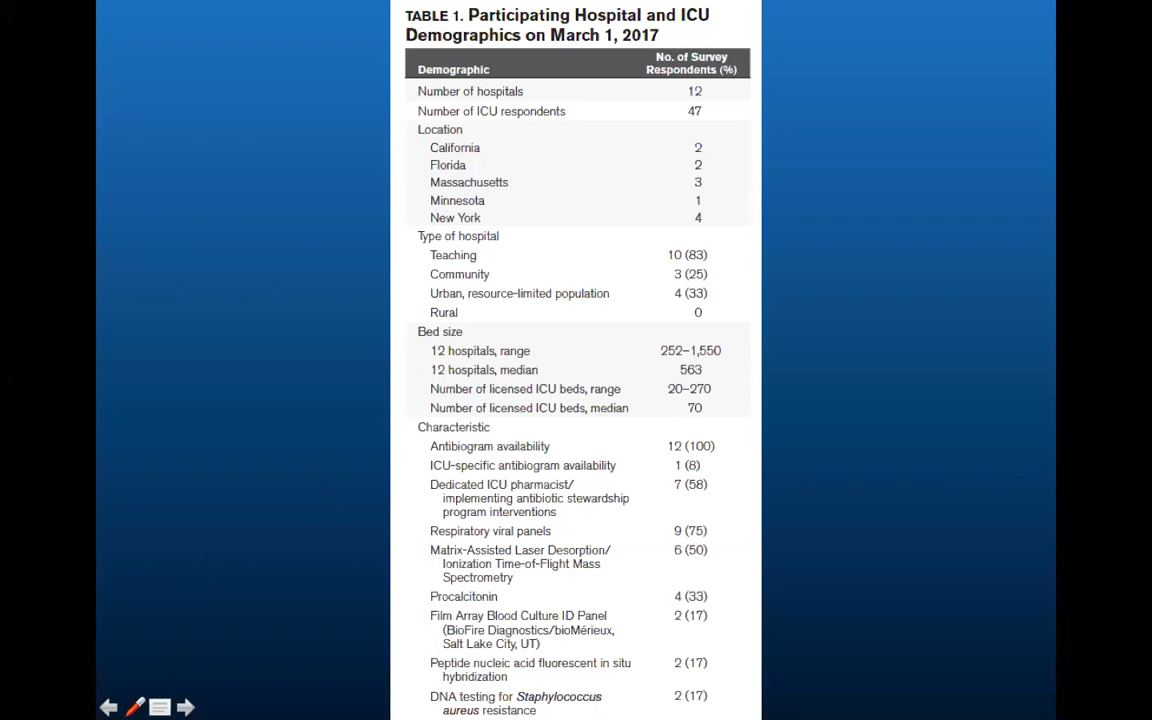 TABLE 1. Participating Hospital and ICU
Demographics on March 1, 2017
No. of Survey
Demographic Respondents (%)
Number of hospitals 12
Number of ICU respondents 47
Location
California 2
Florida 2
Massachusetts 3
Minnesota 1
New York 4
Type of hospital
Teaching 10 (83)
Community 3 (25)
Urban, resource-limited population 4 (33)
Rural 0
Bed size
12 hospitals, range 252–1,550
12 hospitals, median 563
Number of licensed ICU beds, range 20–270
Number of licensed ICU beds, median 70
Characteristic
Antibiogram availability 12 (100)
ICU-specific antibiogram availability 1 (8)
Dedicated ICU pharmacist/ 7 (58)
implementing antibiotic stewardship
program interventions
Respiratory viral panels 9 (75)
Matrix-Assisted Laser Desorption/ 6 (50)
Ionization Time-of-Flight Mass
Spectrometry
Procalcitonin 4 (33)
Film Array Blood Culture ID Panel 2 (17)
(BioFire Diagnostics/bioMérieux,
Salt Lake City, UT)
Peptide nucleic acid fluorescent in situ 2 (17)
hybridization
DNA testing for Staphylococcus 2 (17)
aureus resistance